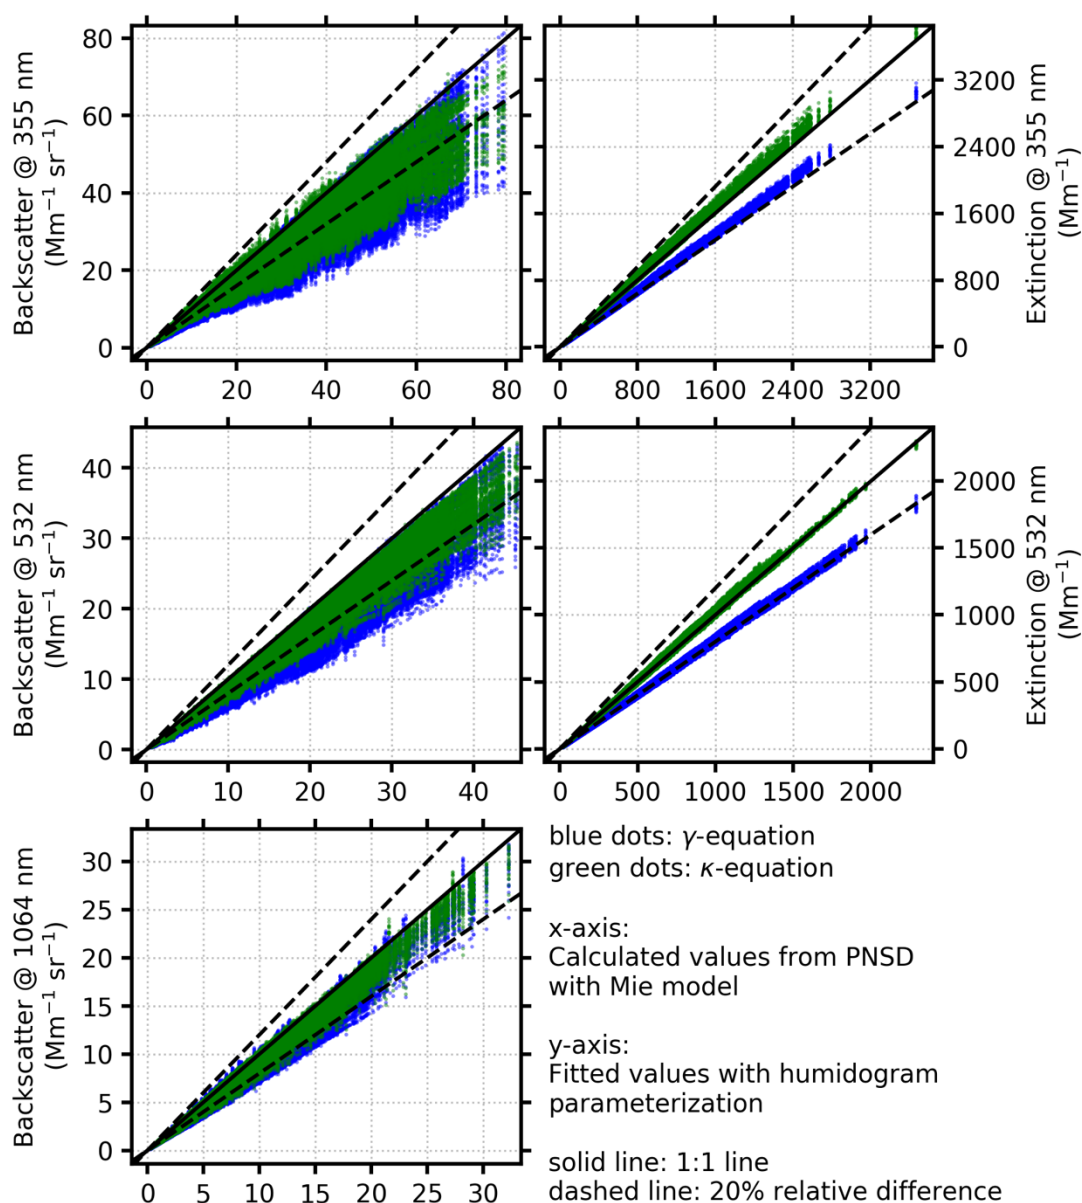 Backscatter @ 355 nm
(Mm⁻¹ sr⁻¹)
80
60
40
20
0
0 20 40 60 80
Extinction @ 355 nm
(Mm⁻¹)
3200
2400
1600
800
0
0 800 1600 2400 3200
Backscatter @ 532 nm
(Mm⁻¹ sr⁻¹)
40
30
20
10
0
0 10 20 30 40
Extinction @ 532 nm
(Mm⁻¹)
2000
1500
1000
500
0
0 500 1000 1500 2000
Backscatter @ 1064 nm
(Mm⁻¹ sr⁻¹)
30
25
20
15
10
5
0
0 5 10 15 20 25 30
blue dots: γ-equation
green dots: κ-equation
x-axis:
Calculated values from PNSD
with Mie model
y-axis:
Fitted values with humidogram
parameterization
solid line: 1:1 line
dashed line: 20% relative difference